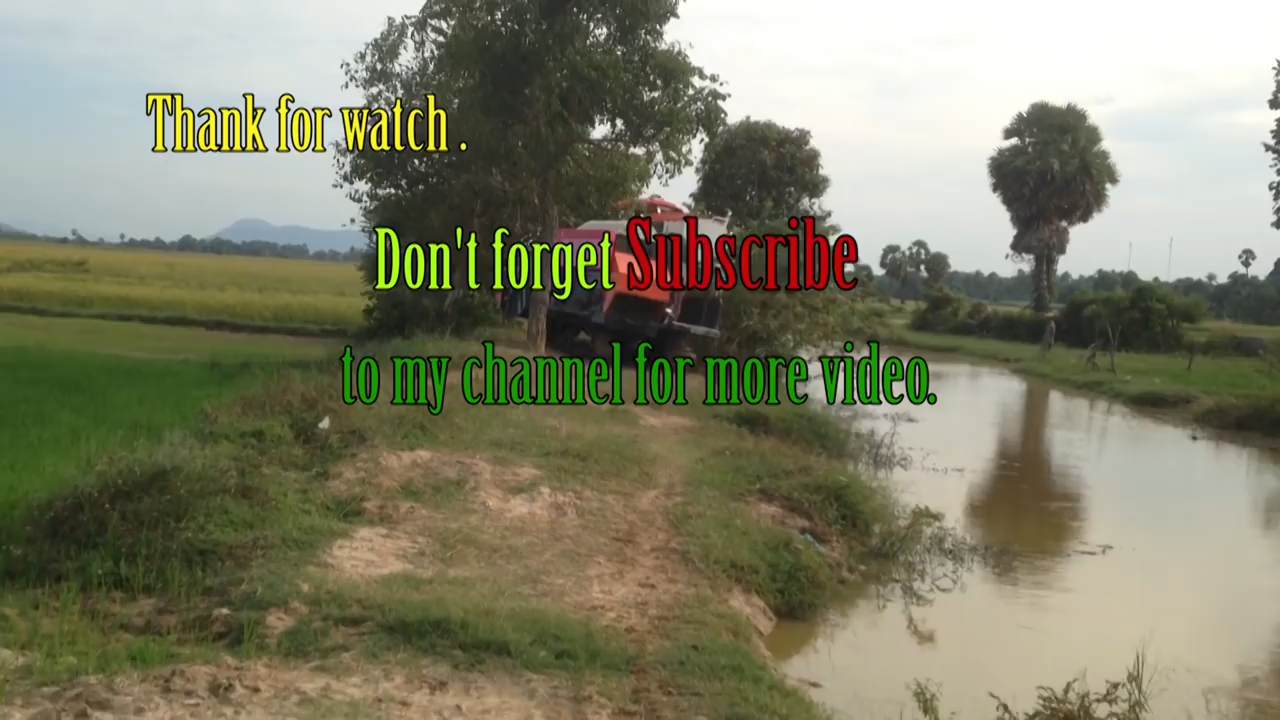 Thank for watch .
Don't forget Subscribe
to my channel for more video.